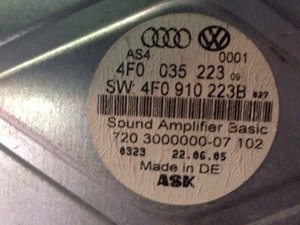 AS4 0001
4F0 035 223 09
SW: 4F0 910 223B 027
Sound Amplifier Basic
720 3000000-07 102
0323 22.06.05
Made in DE
ASK